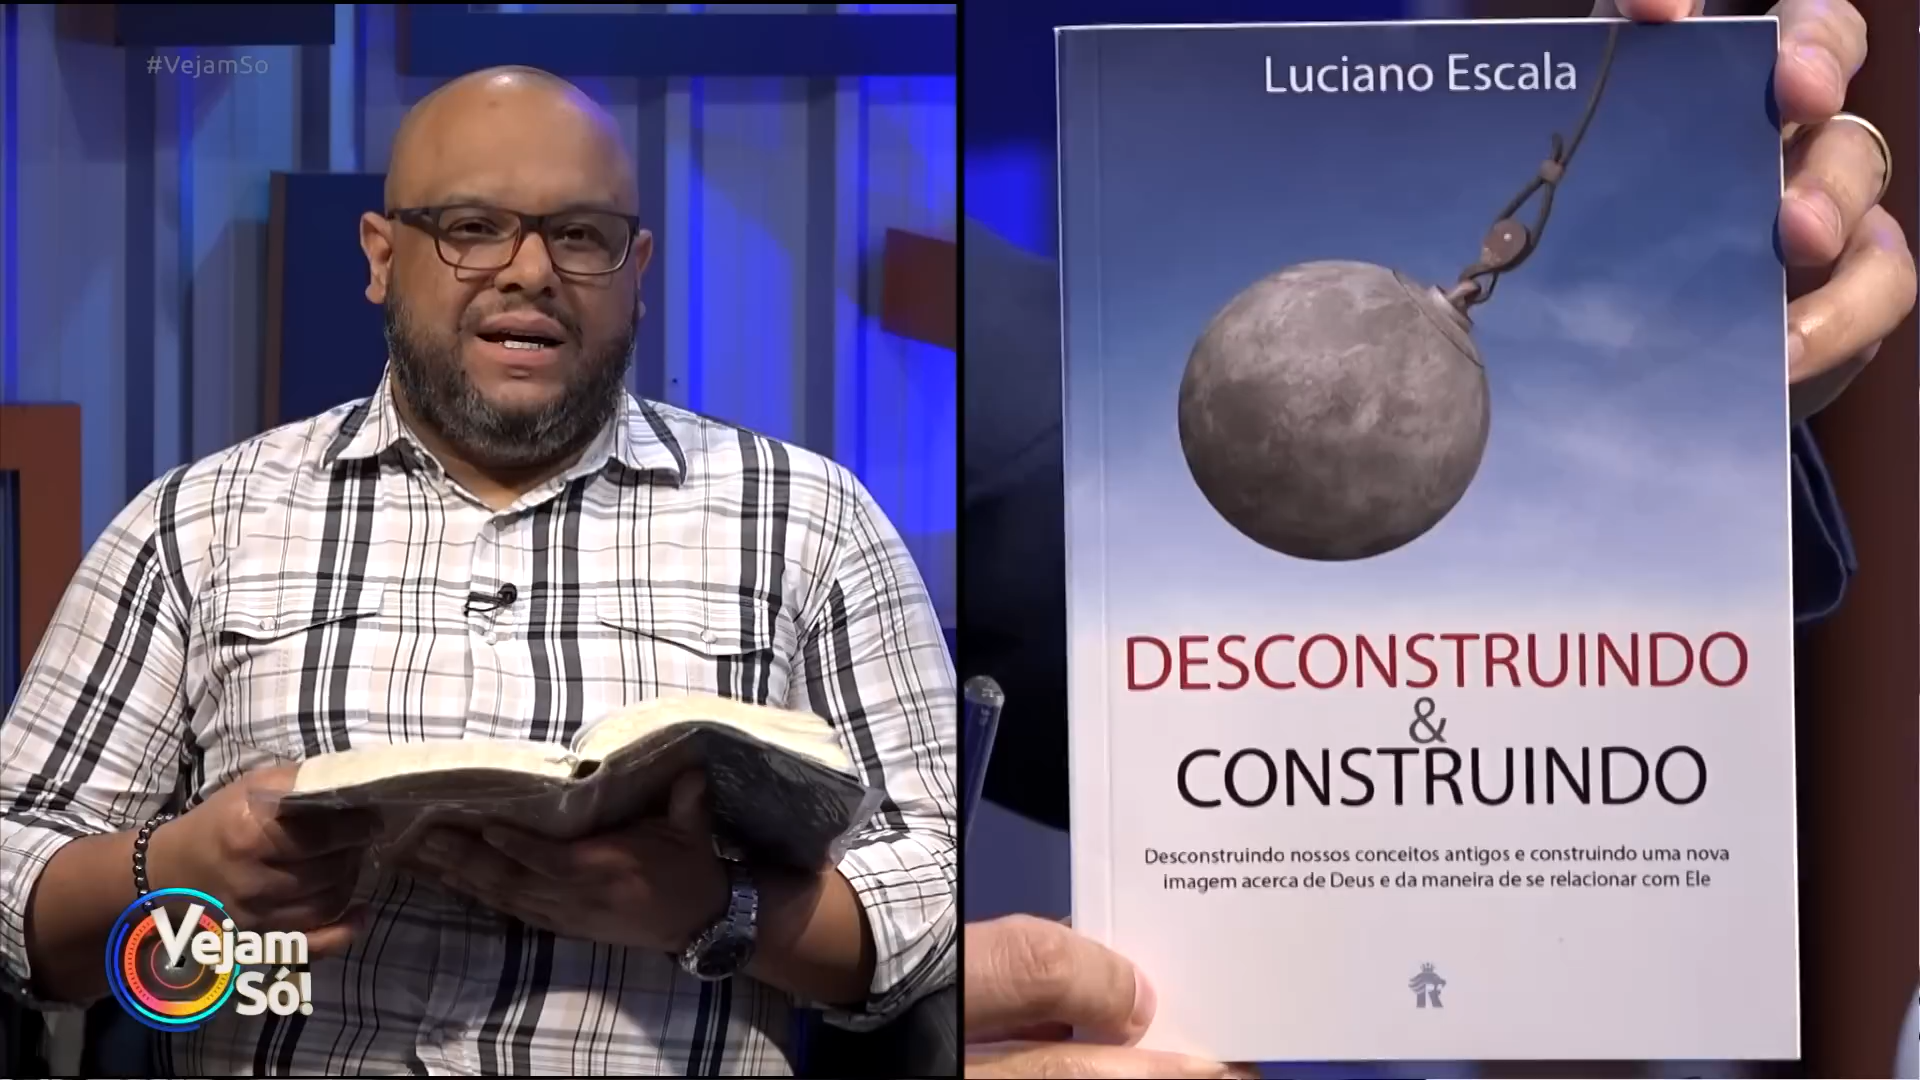 #VejamSo
Vejam
Só!
Luciano Escala
DESCONSTRUINDO
&
CONSTRUINDO
Desconstruindo nossos conceitos antigos e construindo uma nova
imagem acerca de Deus e da maneira de se relacionar com Ele
R